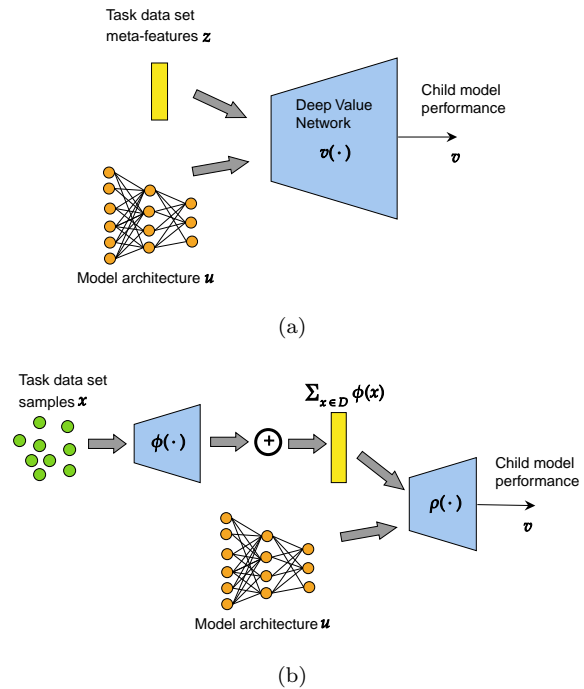 Task data set
meta-features z
Deep Value
Network
v(·)
Child model
performance
v
Model architecture u
(a)
Task data set
samples x
ϕ(·)
+
∑x∈D ϕ(x)
ρ(·)
Child model
performance
v
Model architecture u
(b)